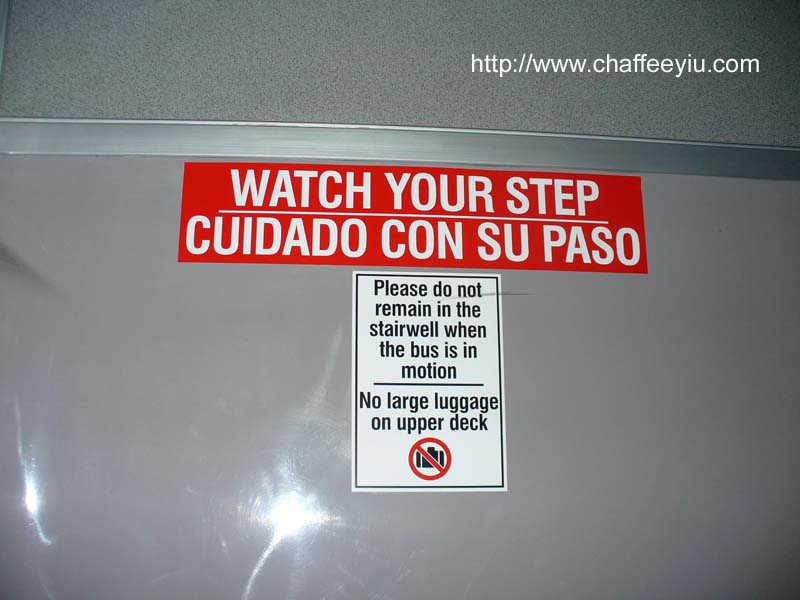 http://www.chaffeeyiu.com
WATCH YOUR STEP
CUIDADO CON SU PASO
Please do not
remain in the
stairwell when
the bus is in
motion
No large luggage
on upper deck